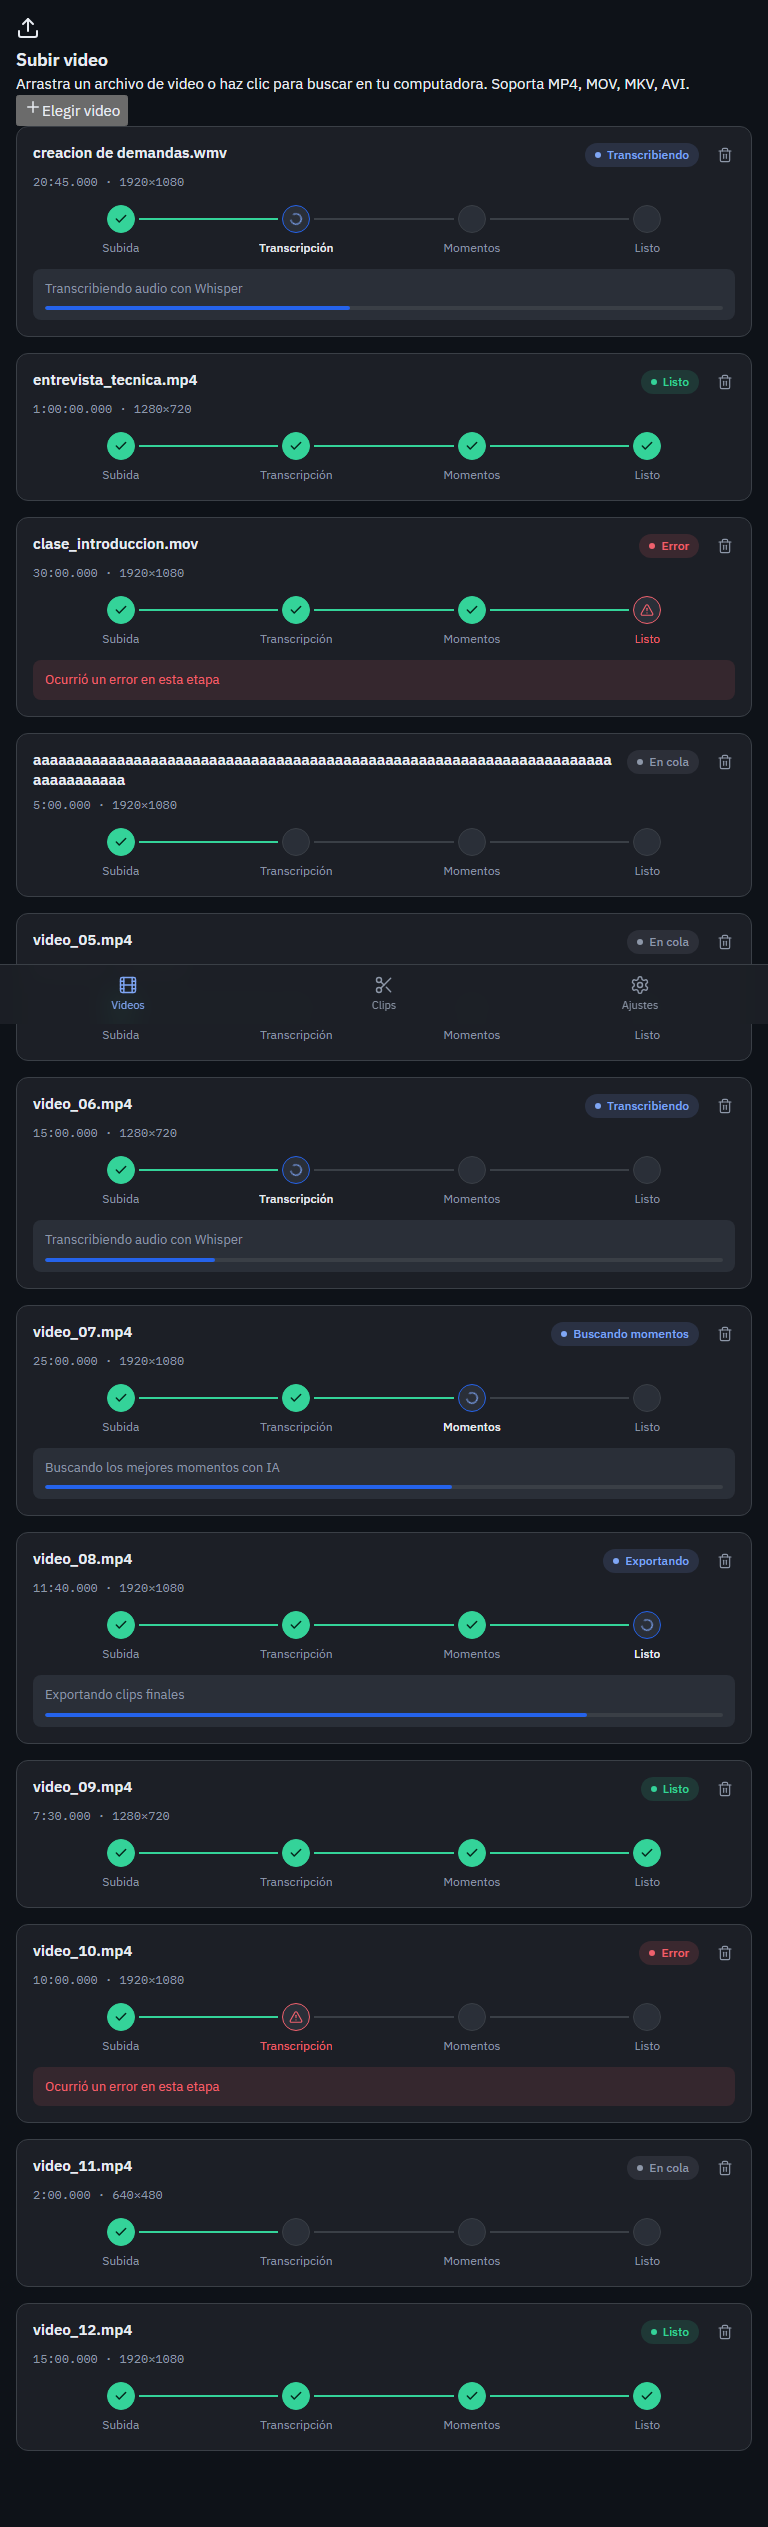 Subir video
Arrastra un archivo de video o haz clic para buscar en tu computadora. Soporta MP4, MOV, MKV, AVI.
Elegir video
creacion de demandas.wmv
Transcribiendo
20:45.000 · 1920×1080
Subida
Transcripción
Momentos
Listo
Transcribiendo audio con Whisper
entrevista_tecnica.mp4
Listo
1:00:00.000 · 1280×720
Subida
Transcripción
Momentos
Listo
clase_introduccion.mov
Error
30:00.000 · 1920×1080
Subida
Transcripción
Momentos
Listo
Ocurrió un error en esta etapa
aaaaaaaaaaaaaaaaaaaaaaaaaaaaaaaaaaaaaaaaaaaaaaaaaaaaaaaaaaaaaaaaaaaa
aaaaaaaaaaa
En cola
5:00.000 · 1920×1080
Subida
Transcripción
Momentos
Listo
video_05.mp4
En cola
Videos
Clips
Ajustes
Subida
Transcripción
Momentos
Listo
video_06.mp4
Transcribiendo
15:00.000 · 1280×720
Subida
Transcripción
Momentos
Listo
Transcribiendo audio con Whisper
video_07.mp4
Buscando momentos
25:00.000 · 1920×1080
Subida
Transcripción
Momentos
Listo
Buscando los mejores momentos con IA
video_08.mp4
Exportando
11:40.000 · 1920×1080
Subida
Transcripción
Momentos
Listo
Exportando clips finales
video_09.mp4
Listo
7:30.000 · 1280×720
Subida
Transcripción
Momentos
Listo
video_10.mp4
Error
10:00.000 · 1920×1080
Subida
Transcripción
Momentos
Listo
Ocurrió un error en esta etapa
video_11.mp4
En cola
2:00.000 · 640×480
Subida
Transcripción
Momentos
Listo
video_12.mp4
Listo
15:00.000 · 1920×1080
Subida
Transcripción
Momentos
Listo